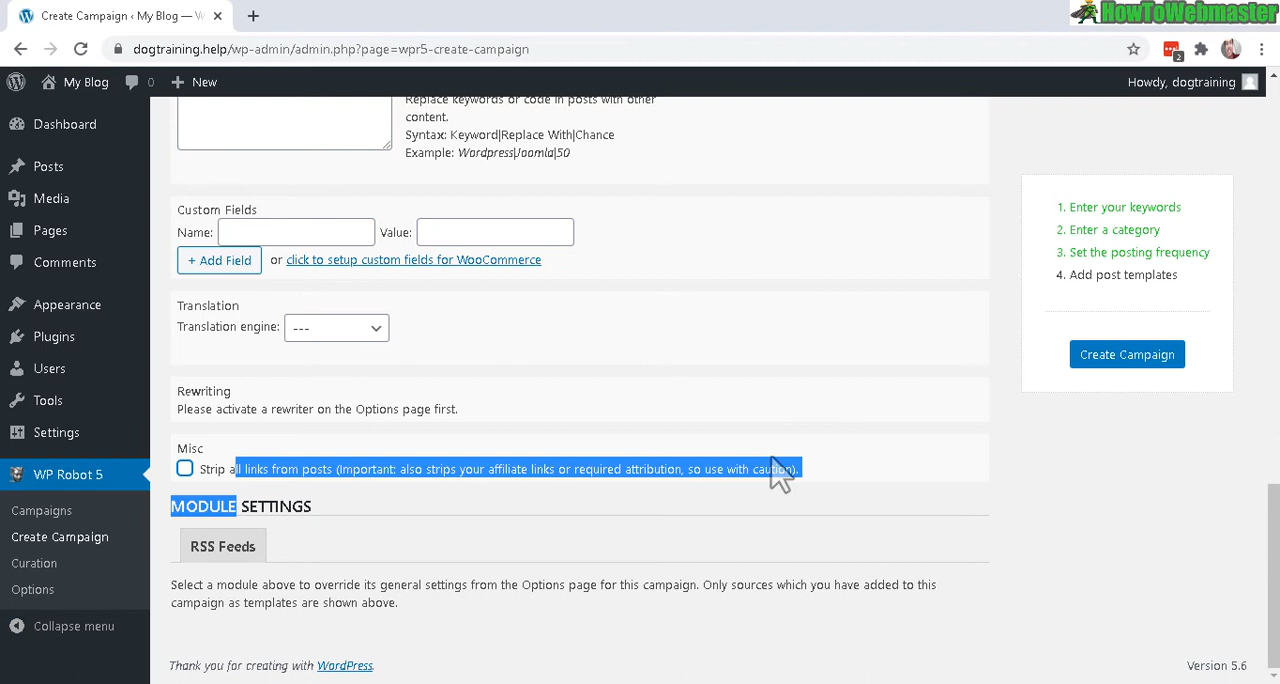 Create Campaign ‹ My Blog — W
HowToWebmaster
dogtraining.help/wp-admin/admin.php?page=wpr5-create-campaign
2
My Blog
0
New
Howdy, dogtraining
Dashboard
Posts
Media
Pages
Comments
Appearance
Plugins
Users
Tools
Settings
WP Robot 5
Campaigns
Create Campaign
Curation
Options
Collapse menu
Replace keywords or code in posts with other
content.
Syntax: Keyword|Replace With|Chance
Example: Wordpress|Joomla|50
Custom Fields
Name:
Value:
+ Add Field or click to setup custom fields for WooCommerce
Translation
Translation engine: ---
Rewriting
Please activate a rewriter on the Options page first.
Misc
Strip all links from posts (Important: also strips your affiliate links or required attribution, so use with caution).
MODULE SETTINGS
RSS Feeds
Select a module above to override its general settings from the Options page for this campaign. Only sources which you have added to this
campaign as templates are shown above.
1. Enter your keywords
2. Enter a category
3. Set the posting frequency
4. Add post templates
Create Campaign
Thank you for creating with WordPress.
Version 5.6